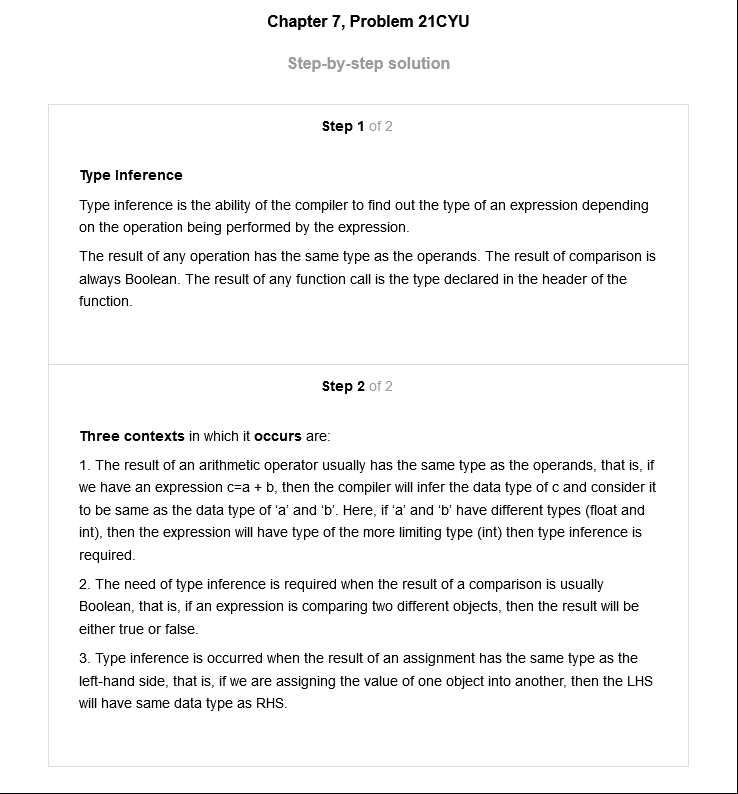 Chapter 7, Problem 21CYU
Step-by-step solution
Step 1 of 2
Type Inference
Type inference is the ability of the compiler to find out the type of an expression depending
on the operation being performed by the expression.
The result of any operation has the same type as the operands. The result of comparison is
always Boolean. The result of any function call is the type declared in the header of the
function.
Step 2 of 2
Three contexts in which it occurs are:
1. The result of an arithmetic operator usually has the same type as the operands, that is, if
we have an expression c=a + b, then the compiler will infer the data type of c and consider it
to be same as the data type of ‘a’ and ‘b’. Here, if ‘a’ and ‘b’ have different types (float and
int), then the expression will have type of the more limiting type (int) then type inference is
required.
2. The need of type inference is required when the result of a comparison is usually
Boolean, that is, if an expression is comparing two different objects, then the result will be
either true or false.
3. Type inference is occurred when the result of an assignment has the same type as the
left-hand side, that is, if we are assigning the value of one object into another, then the LHS
will have same data type as RHS.